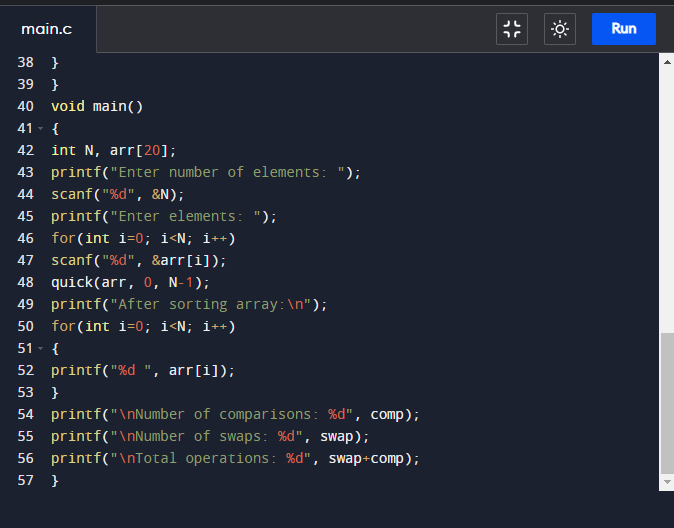 main.c
Run
38 }
39 }
40 void main()
41 {
42 int N, arr[20];
43 printf("Enter number of elements: ");
44 scanf("%d", &N);
45 printf("Enter elements: ");
46 for(int i=0; i<N; i++)
47 scanf("%d", &arr[i]);
48 quick(arr, 0, N-1);
49 printf("After sorting array:\n");
50 for(int i=0; i<N; i++)
51 {
52 printf("%d ", arr[i]);
53 }
54 printf("\nNumber of comparisons: %d", comp);
55 printf("\nNumber of swaps: %d", swap);
56 printf("\nTotal operations: %d", swap+comp);
57 }